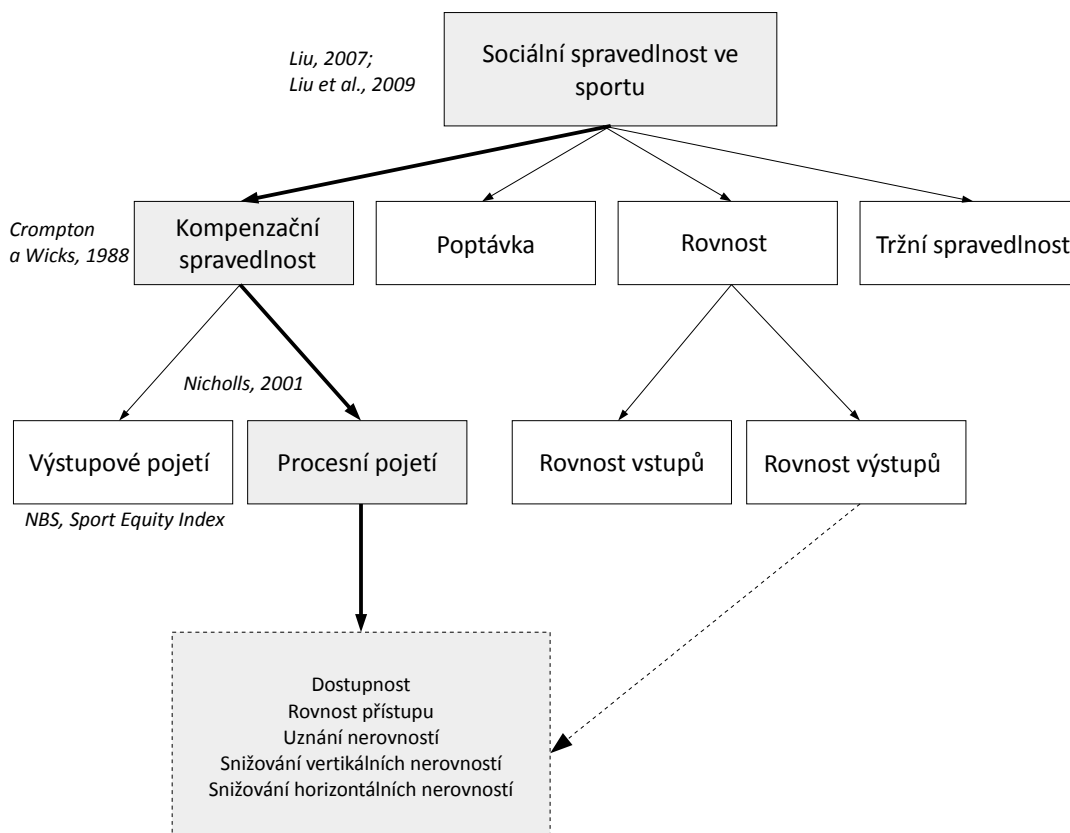 Liu, 2007;
Liu et al., 2009
Sociální spravedlnost ve
sportu
Crompton
a Wicks, 1988
Kompenzační
spravedlnost
Poptávka
Rovnost
Tržní spravedlnost
Nicholls, 2001
Výstupové pojetí
Procesní pojetí
Rovnost vstupů
Rovnost výstupů
NBS, Sport Equity Index
Dostupnost
Rovnost přístupu
Uznání nerovností
Snižování vertikálních nerovností
Snižování horizontálních nerovností